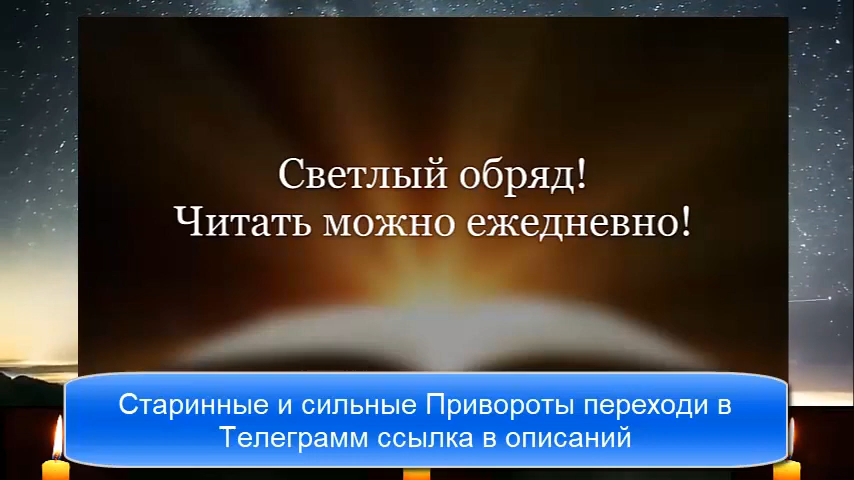 Светлый обряд!
Читать можно ежедневно!
Старинные и сильные Привороты переходи в
Телеграмм ссылка в описаний